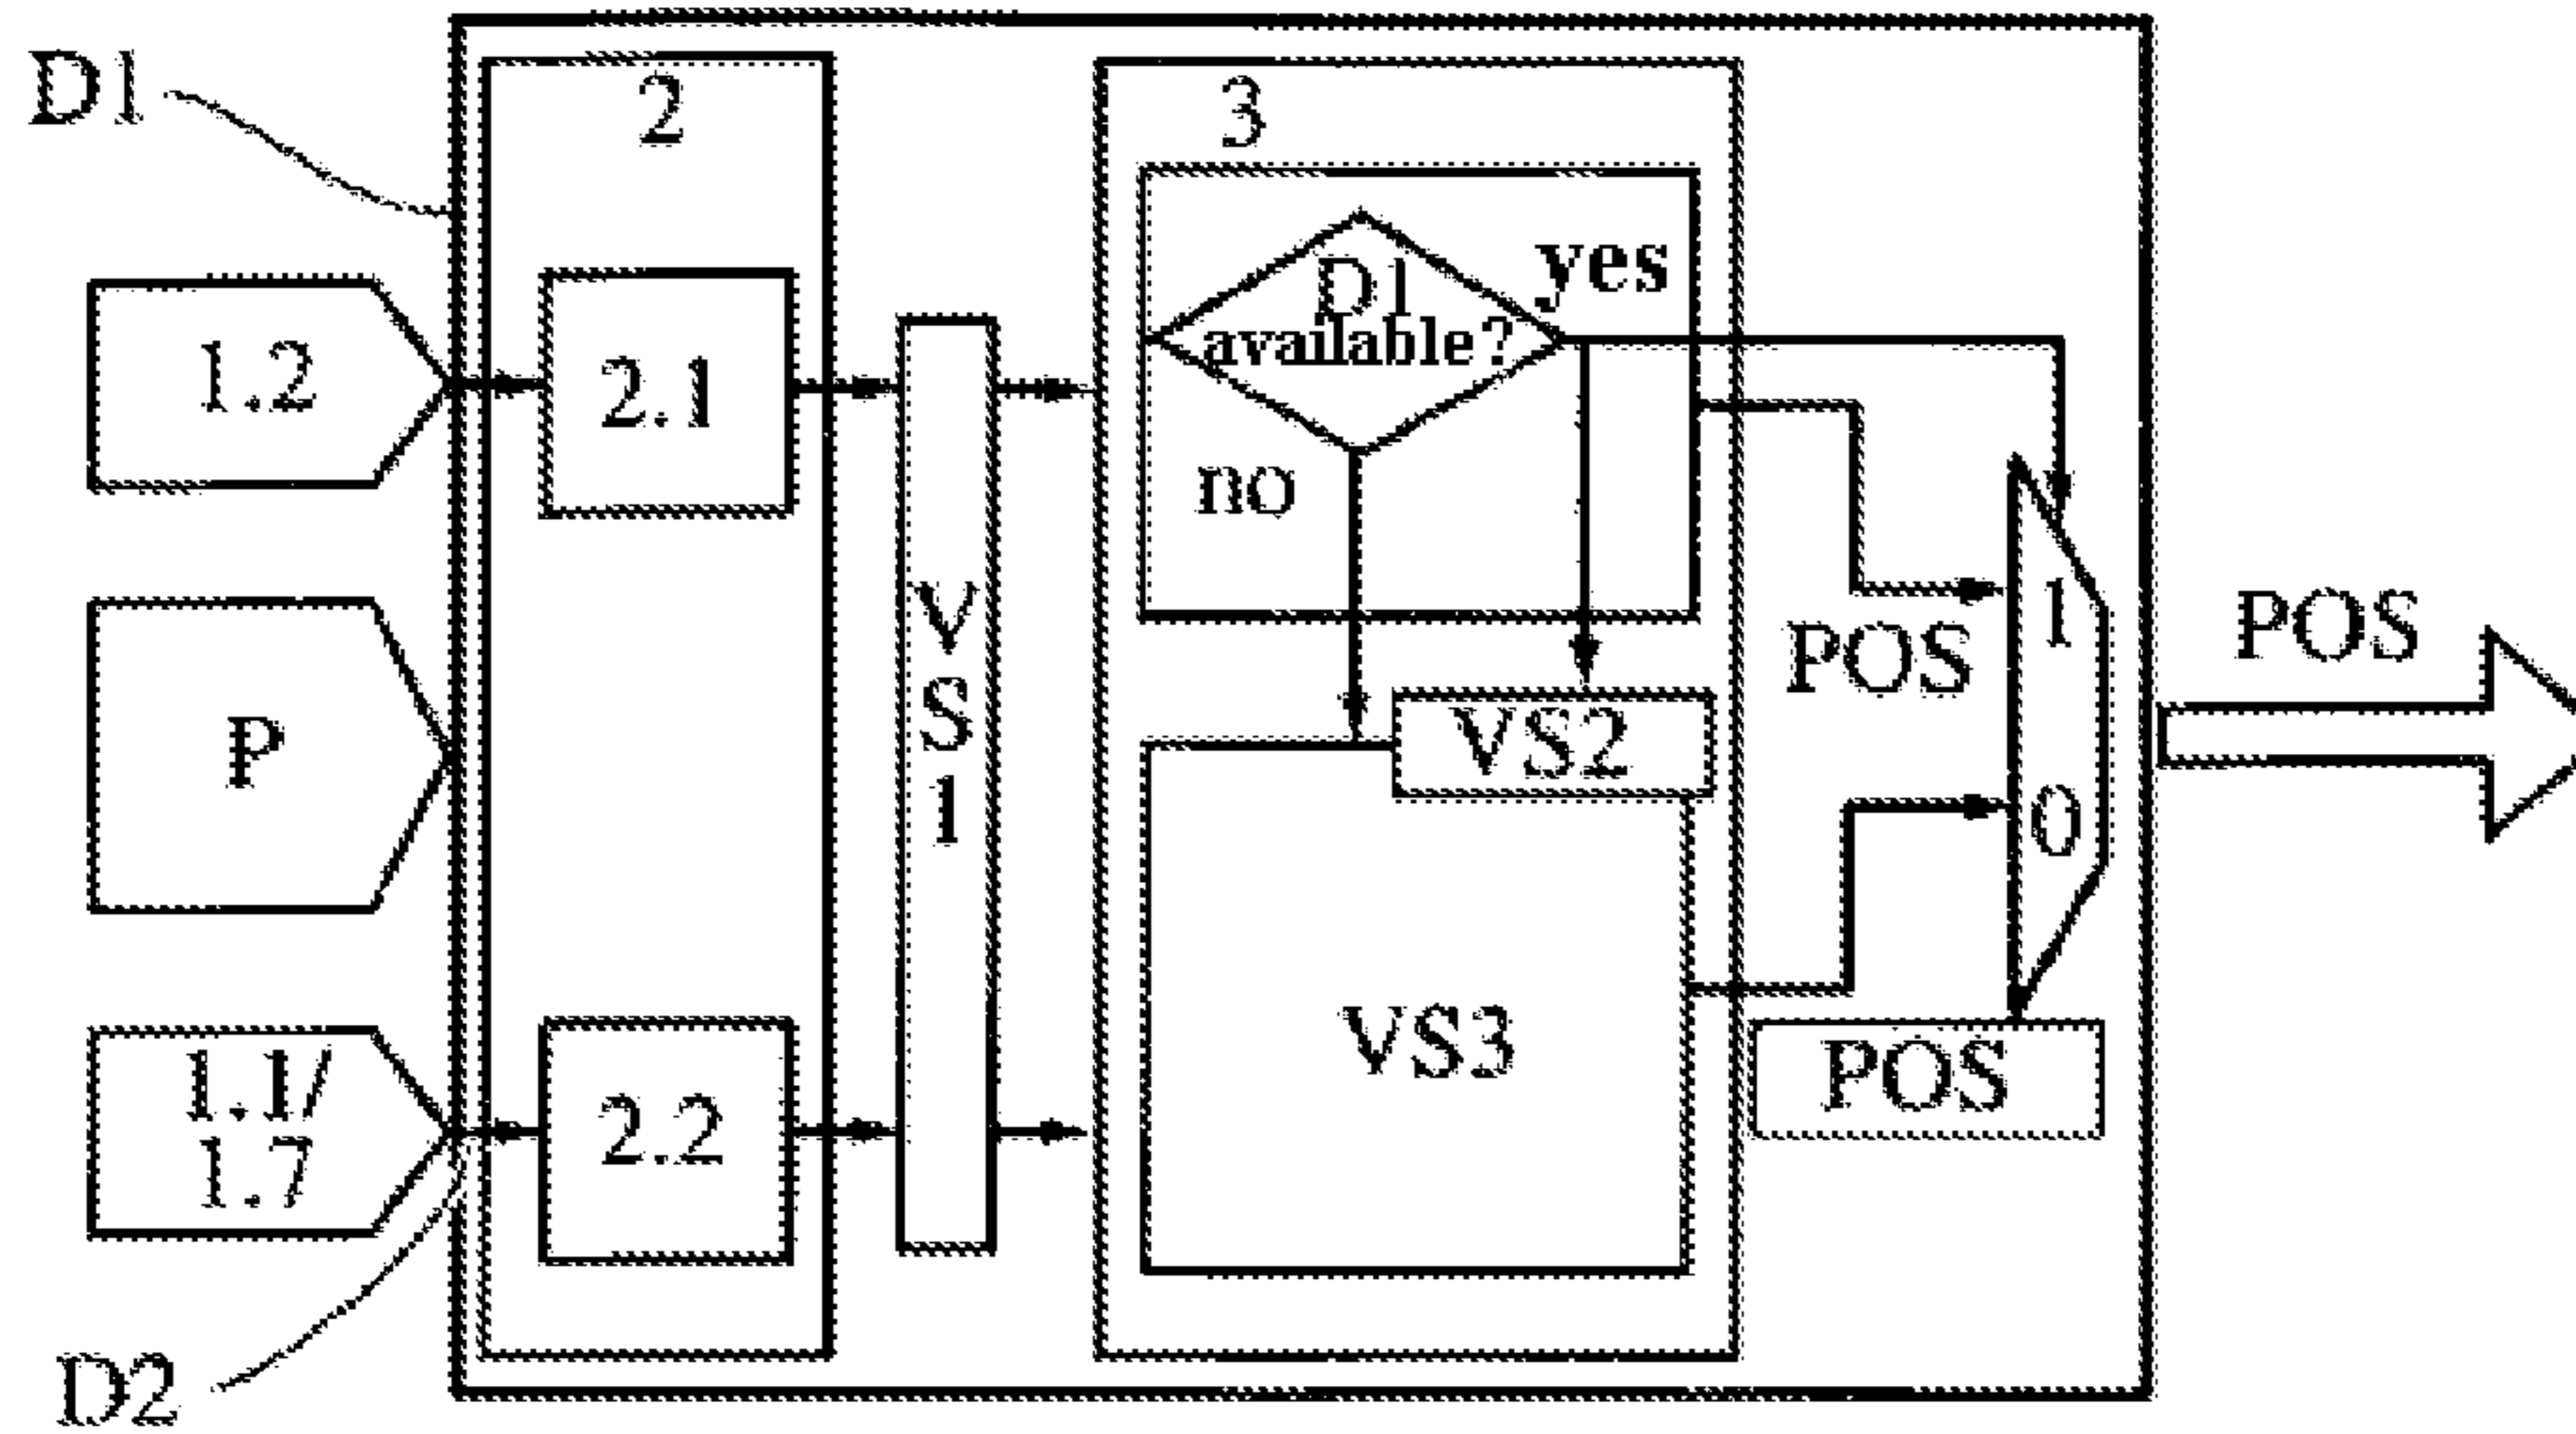 D1
2
3
1.2
2.1
D1
available?
yes
no
P
V
S
1
VS2
POS
1
0
POS
1.1/
1.7
2.2
VS3
POS
D2